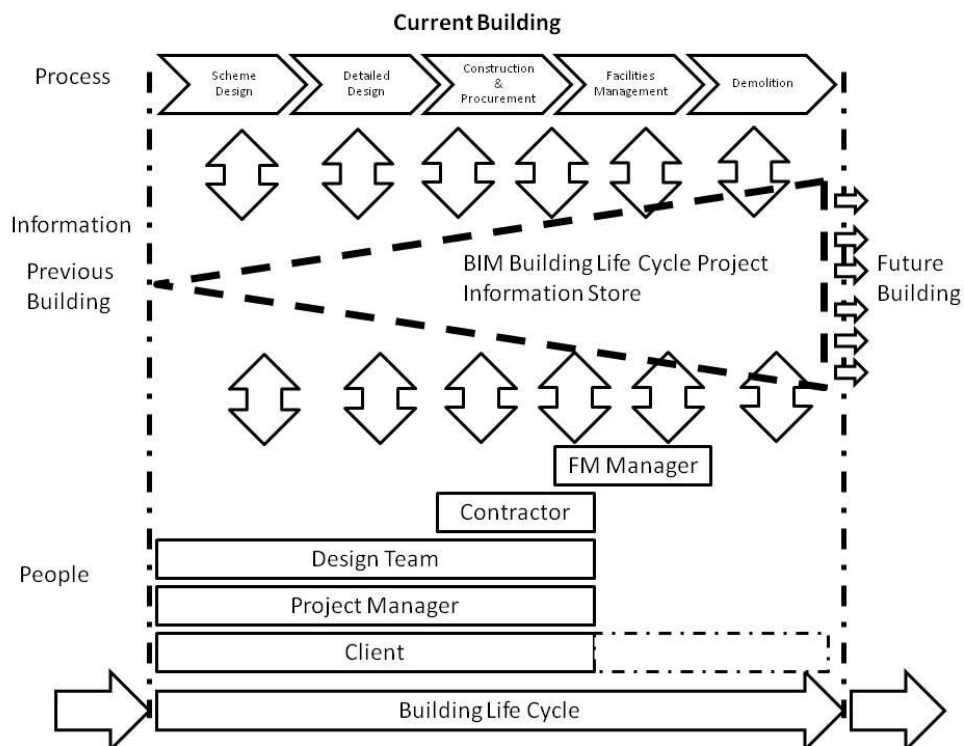 Current Building
Process
Scheme
Design
Detailed
Design
Construction
&
Procurement
Facilities
Management
Demolition
Information
Previous
Building
BIM Building Life Cycle Project
Information Store
Future
Building
FM Manager
Contractor
Design Team
People
Project Manager
Client
Building Life Cycle